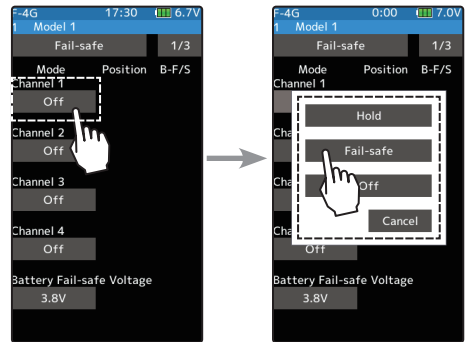 F-4G 17:30 6.7V
1 Model 1
Fail-safe 1/3
Mode Position B-F/S
Channel 1
Off
Channel 2
Off
Channel 3
Off
Channel 4
Off
Battery Fail-safe Voltage
3.8V
F-4G 0:00 7.0V
1 Model 1
Fail-safe 1/3
Mode Position B-F/S
Channel 1
Hold
Cha
Fail-safe
Cha
Off
Cancel
Cha
Off
Battery Fail-safe Voltage
3.8V